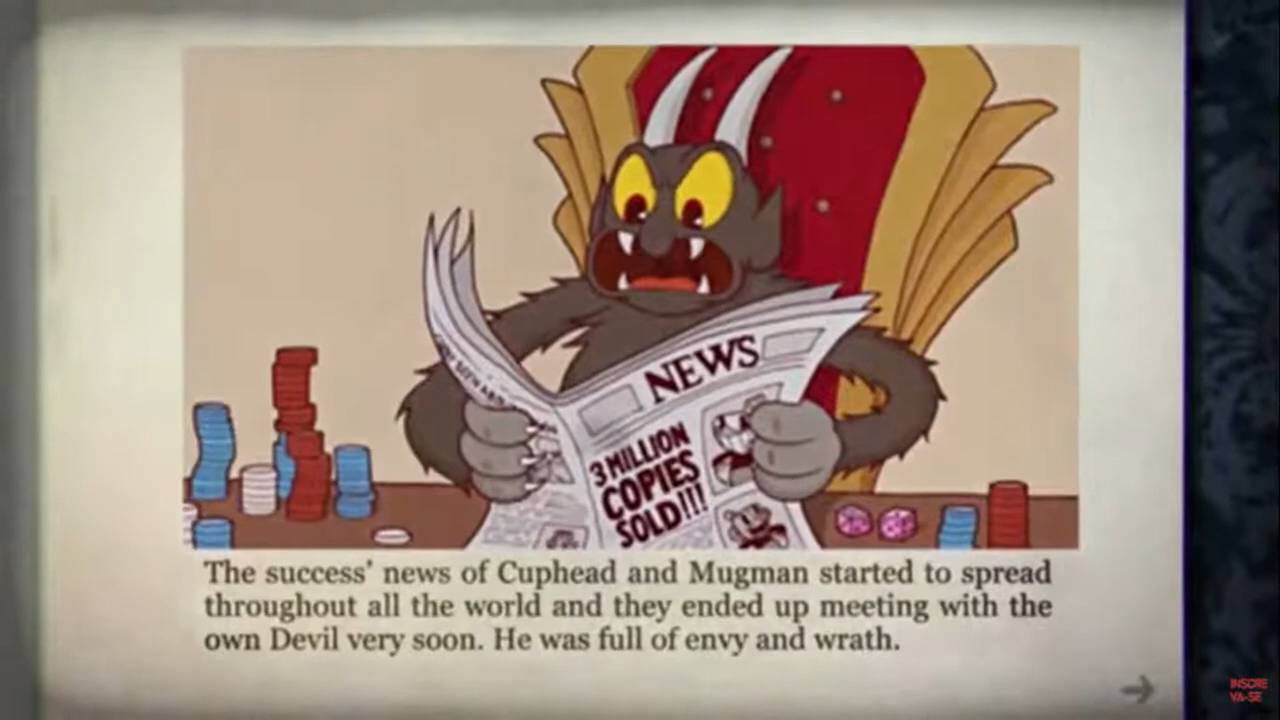 NEWS
3 MILLION
COPIES
SOLD!!!
The success' news of Cuphead and Mugman started to spread
throughout all the world and they ended up meeting with the
own Devil very soon. He was full of envy and wrath.
INSCRE
VA-SE